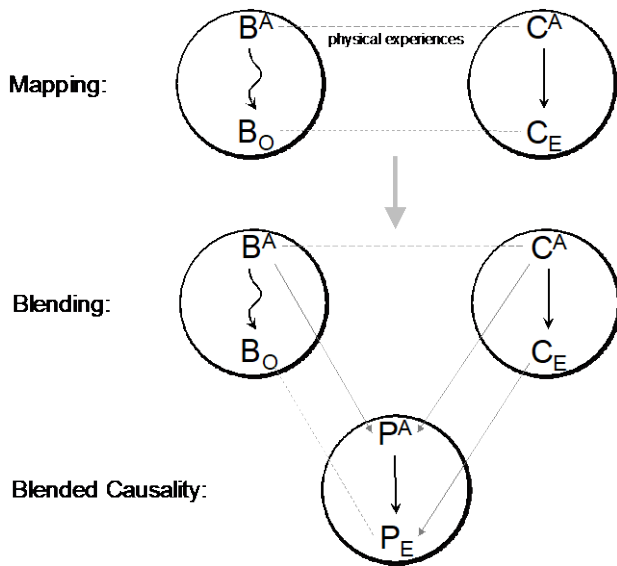 B^A physical experiences C^A
Mapping:
B_O C_E
B^A C^A
Blending:
B_O C_E
P^A
Blended Causality:
P_E